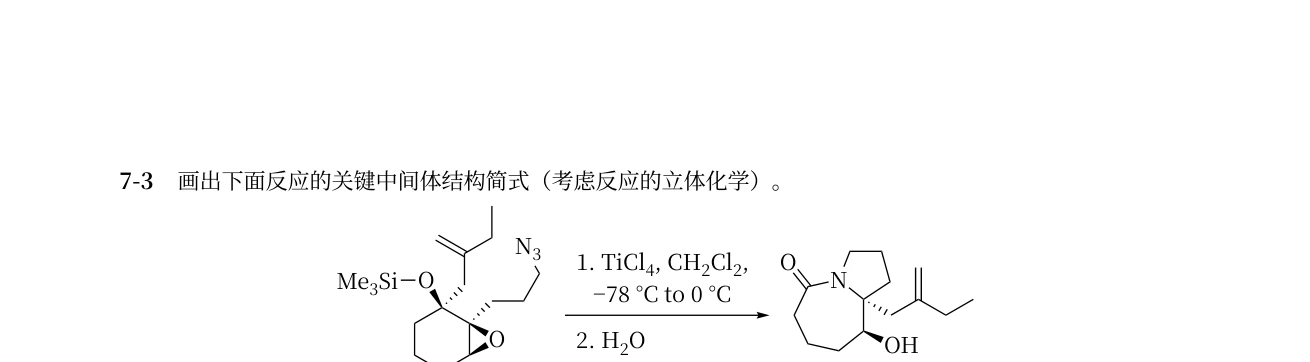 7-3 画出下面反应的关键中间体结构简式（考虑反应的立体化学）。
N3
Me3Si-O
O
1. TiCl4, CH2Cl2,
−78 °C to 0 °C
2. H2O
O
N
OH